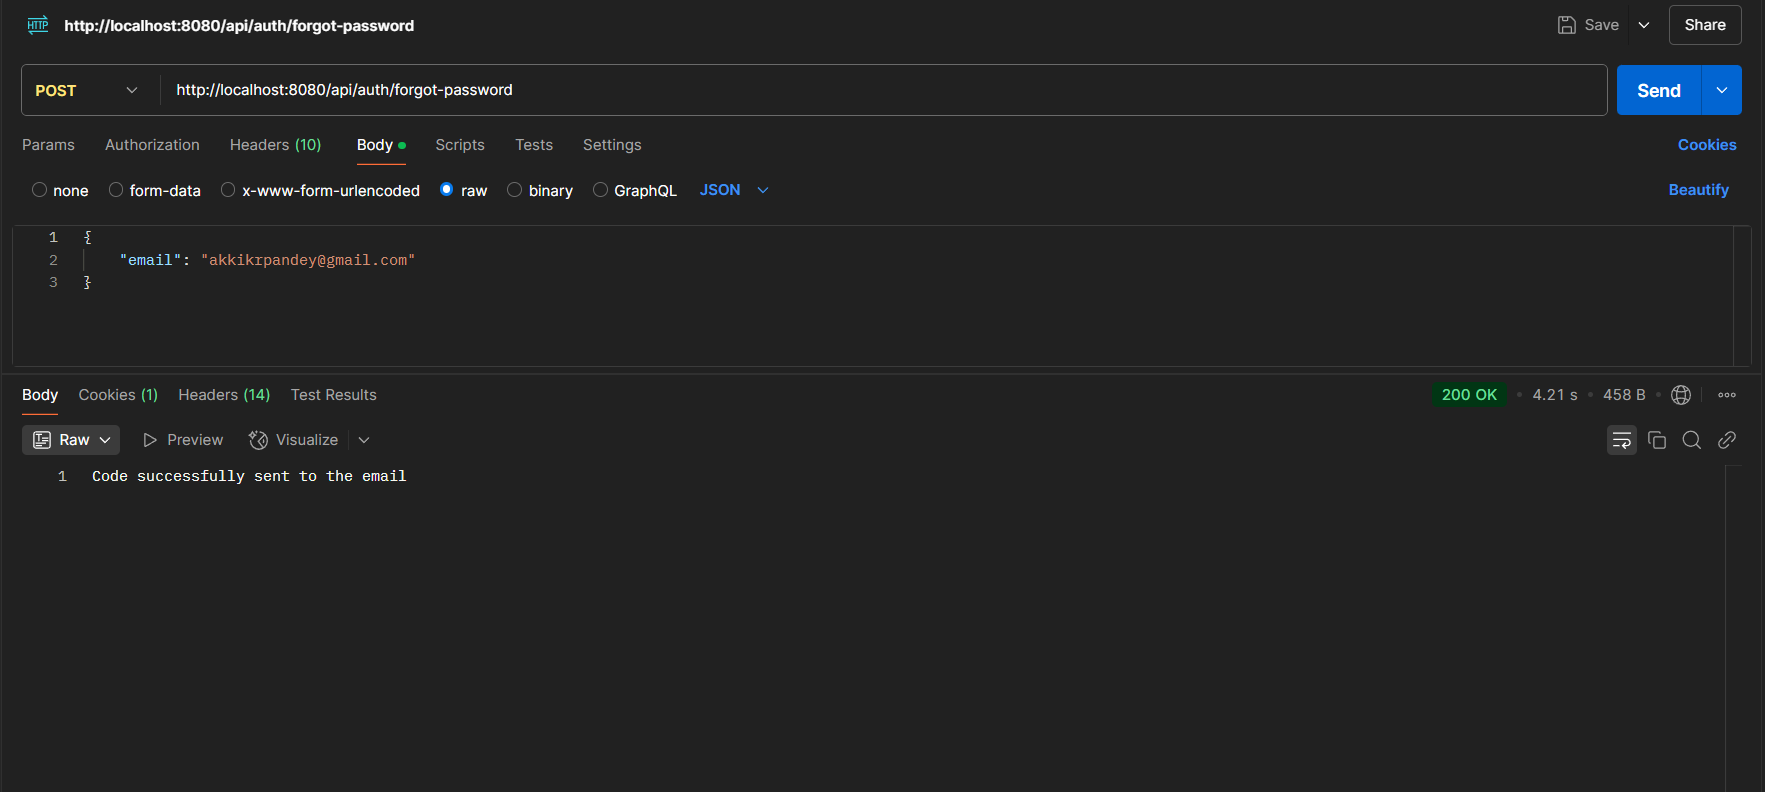 HTTP http://localhost:8080/api/auth/forgot-password Save Share
POST http://localhost:8080/api/auth/forgot-password Send
Params Authorization Headers (10) Body Scripts Tests Settings Cookies
none form-data x-www-form-urlencoded raw binary GraphQL JSON Beautify
1 {
2 "email": "akkikrpandey@gmail.com"
3 }
Body Cookies (1) Headers (14) Test Results 200 OK • 4.21 s • 458 B •
Raw Preview Visualize
1 Code successfully sent to the email